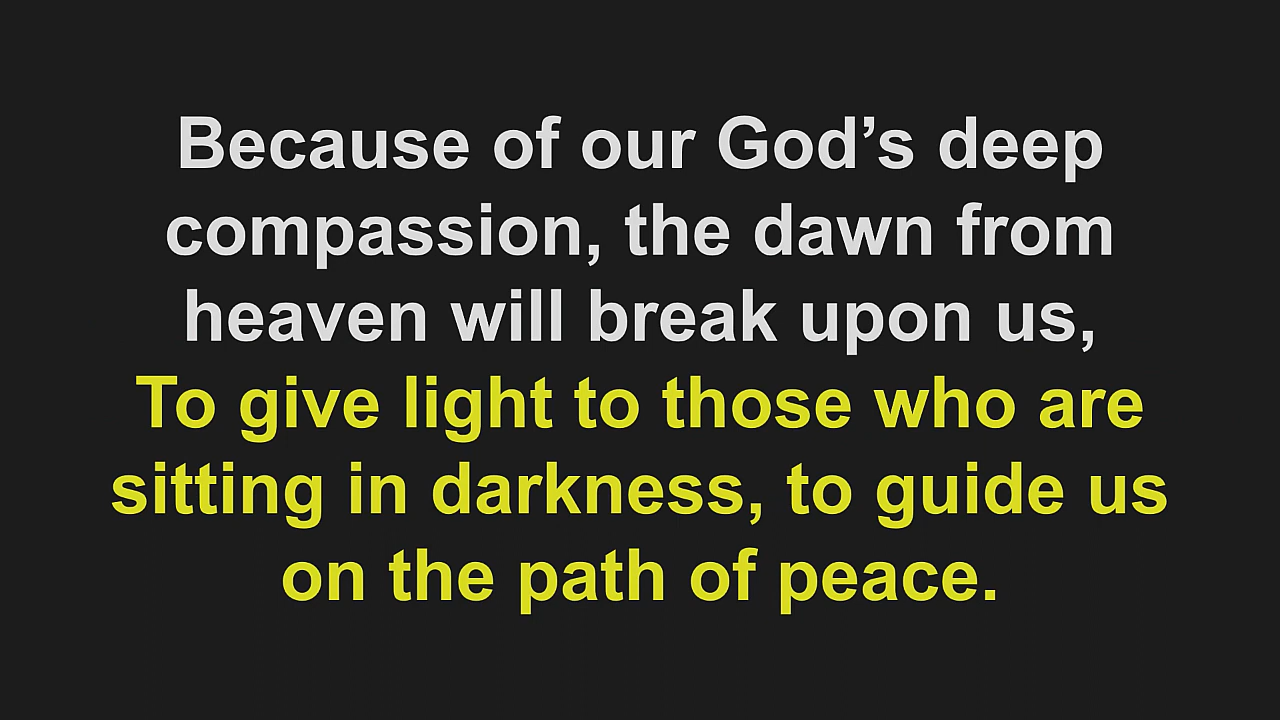 Because of our God’s deep
compassion, the dawn from
heaven will break upon us,
To give light to those who are
sitting in darkness, to guide us
on the path of peace.